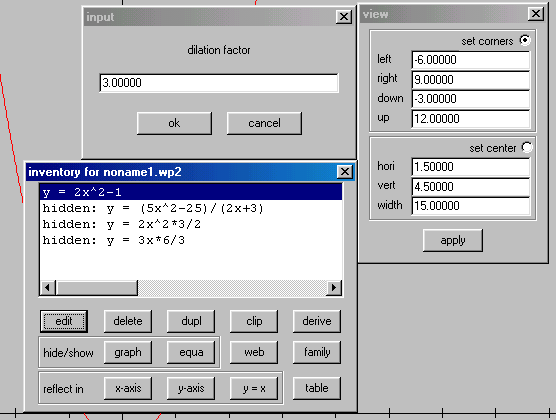 input
dilation factor
3.00000
ok cancel
view
set corners
left -6.00000
right 9.00000
down -3.00000
up 12.00000
set center
hori 1.50000
vert 4.50000
width 15.00000
apply
inventory for noname1.wp2
y = 2x^2-1
hidden: y = (5x^2-25)/(2x+3)
hidden: y = 2x^2*3/2
hidden: y = 3x*6/3
edit delete dupl clip derive
hide/show graph equa web family
reflect in x-axis y-axis y = x table